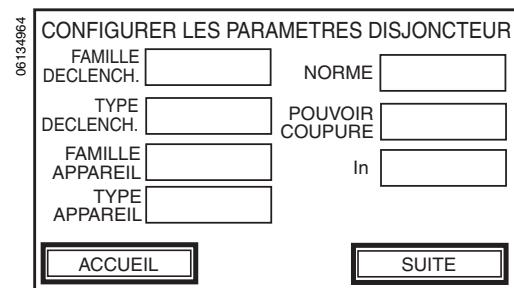 06134964
CONFIGURER LES PARAMETRES DISJONCTEUR
FAMILLE
DECLENCH.
TYPE
DECLENCH.
FAMILLE
APPAREIL
TYPE
APPAREIL
NORME
POUVOIR
COUPURE
In
ACCUEIL
SUITE